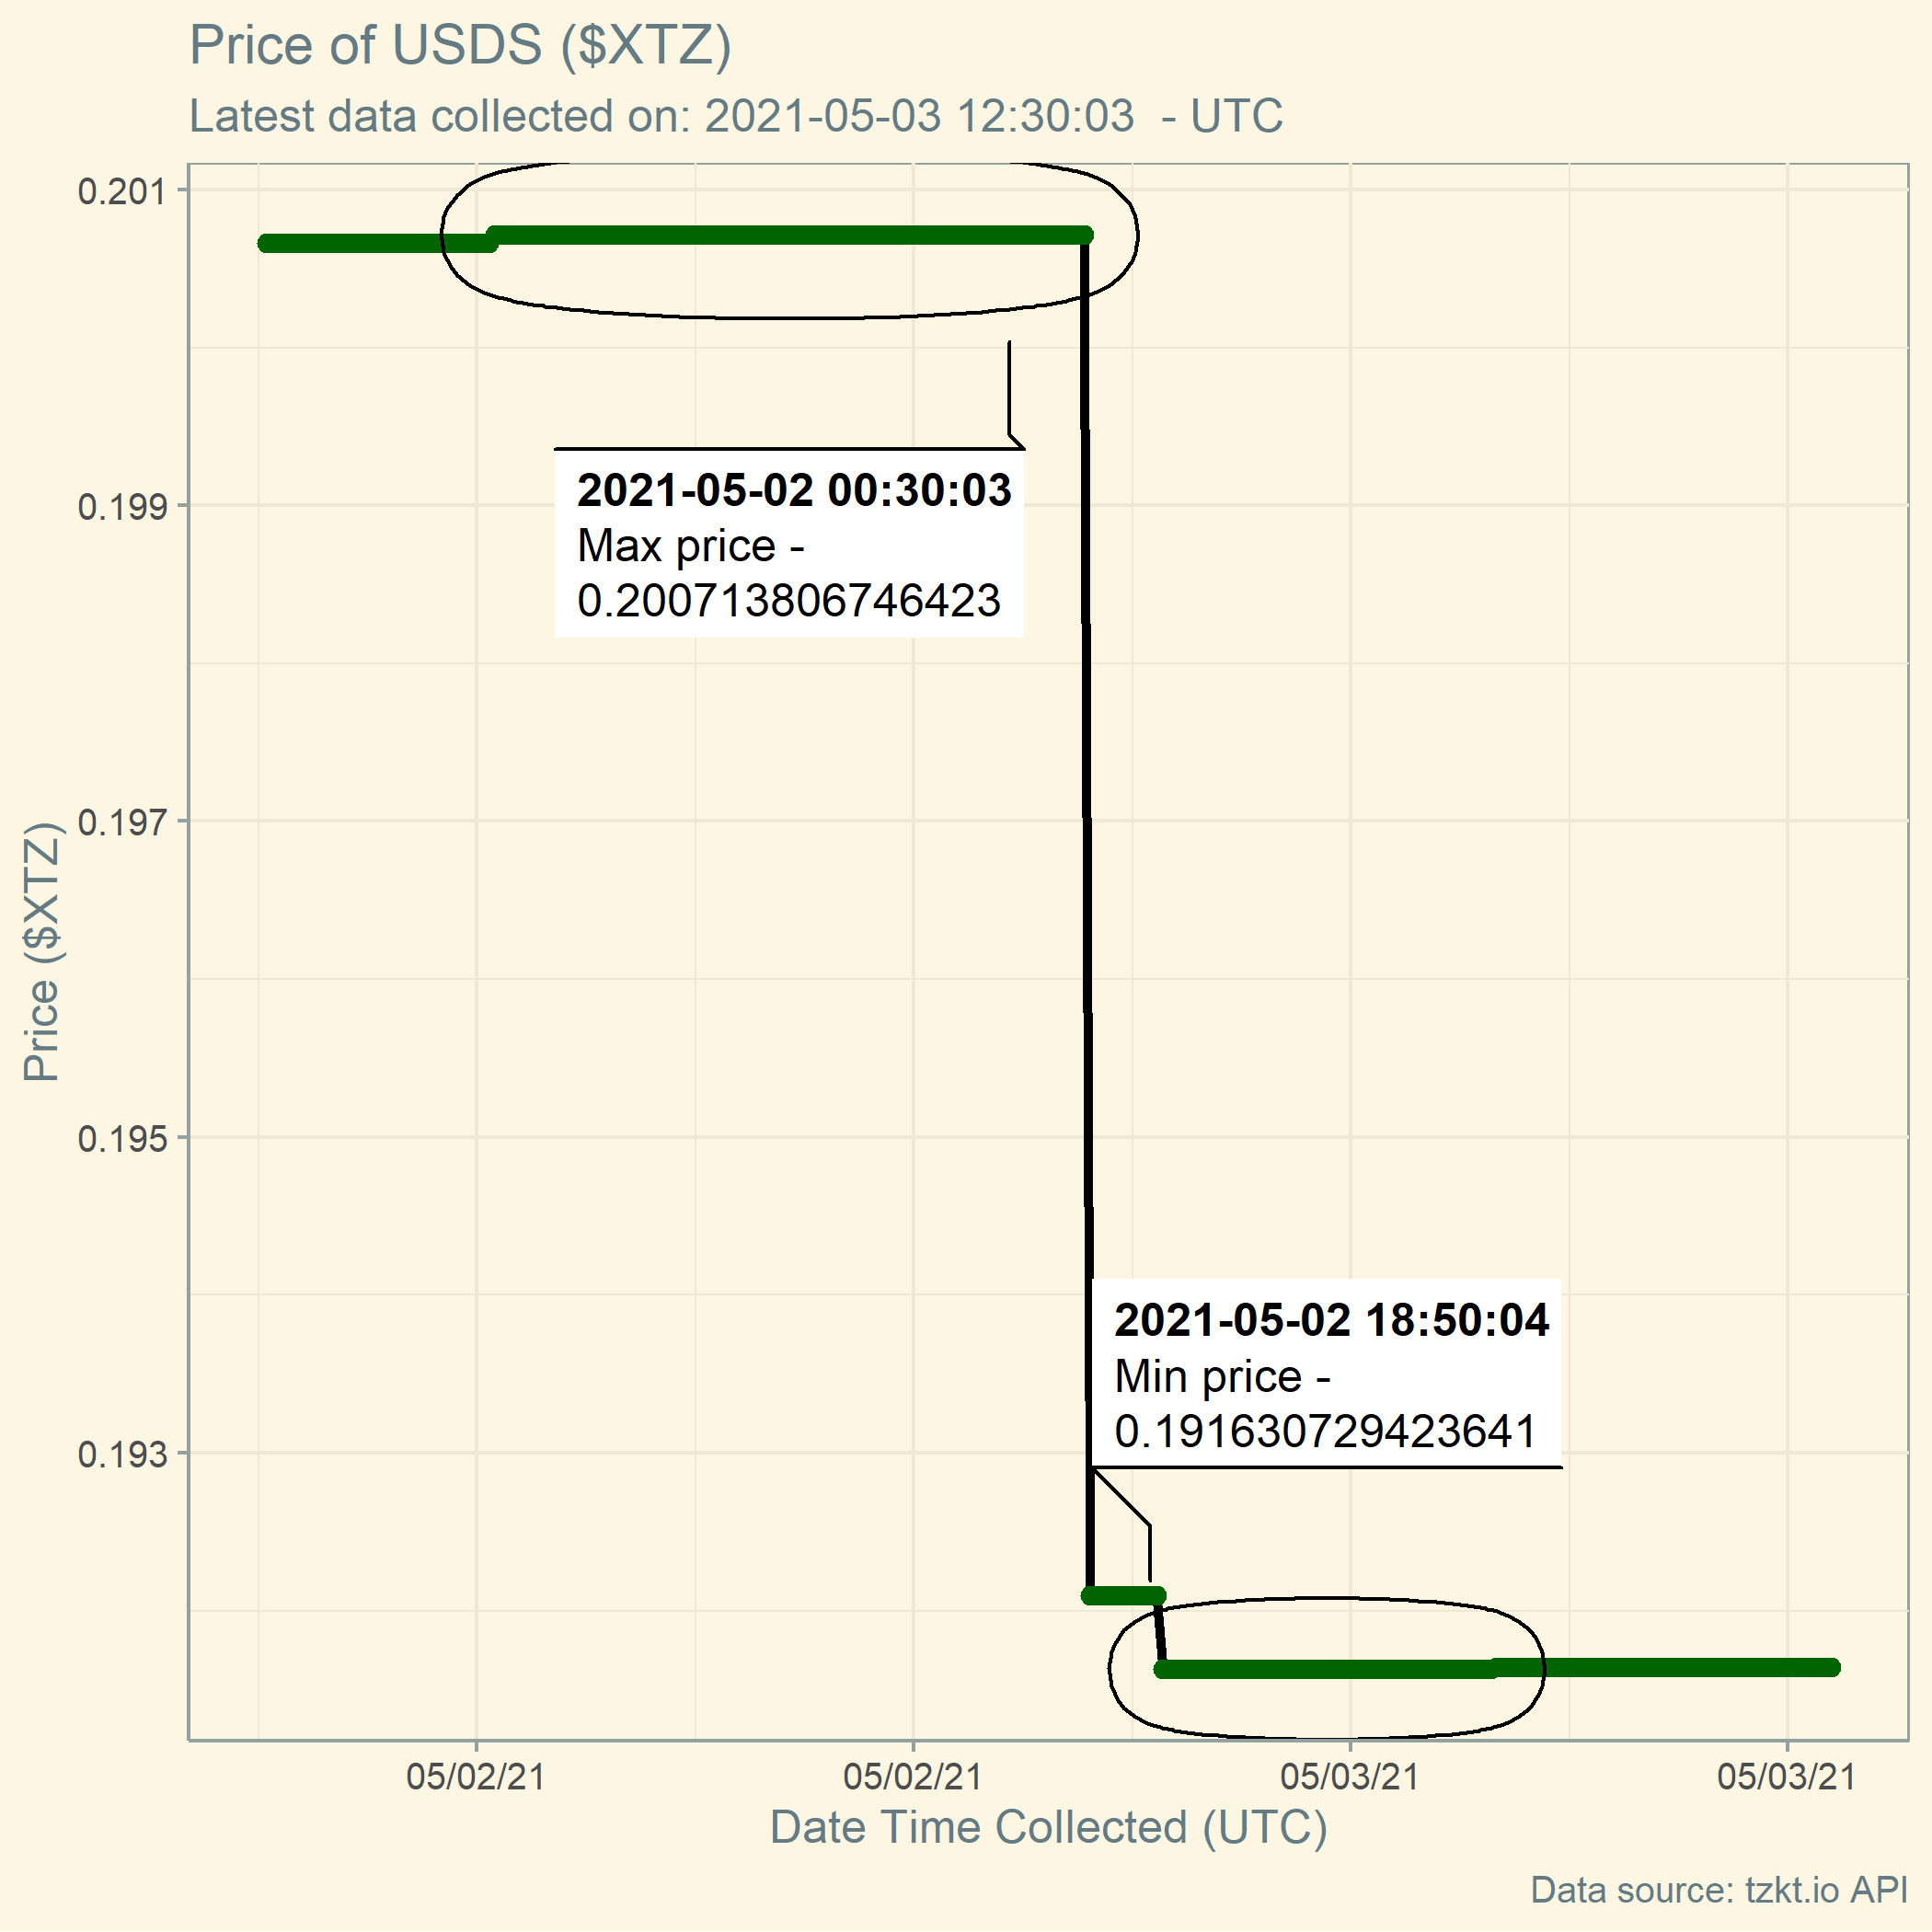 Price of USDS ($XTZ)
Latest data collected on: 2021-05-03 12:30:03  - UTC
0.201
0.199
0.197
0.195
0.193
Price ($XTZ)
2021-05-02 00:30:03
Max price -
0.200713806746423
2021-05-02 18:50:04
Min price -
0.191630729423641
05/02/21
05/02/21
05/03/21
05/03/21
Date Time Collected (UTC)
Data source: tzkt.io API